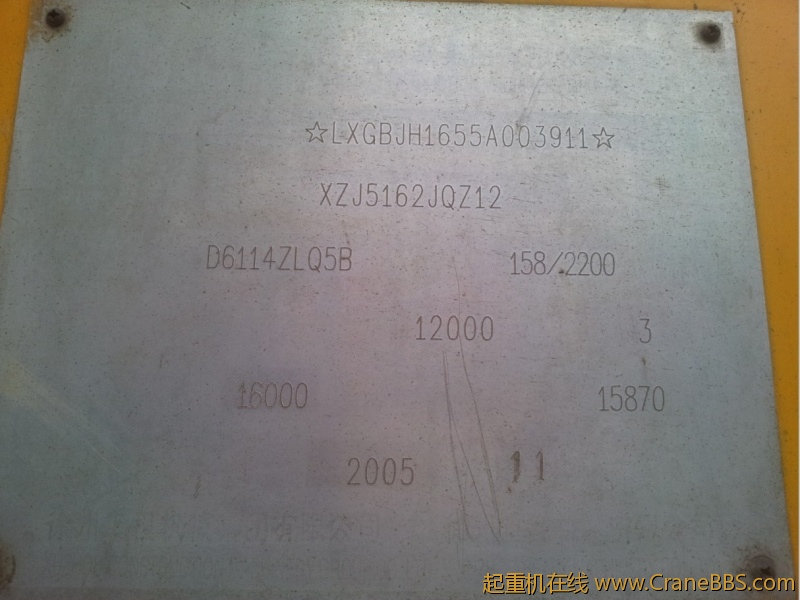 ☆LXGBJH1655A003911☆
XZJ5162JQZ12
D6114ZLQ5B 158/2200
12000 3
16000 15870
2005 11
起重机在线 www.CraneBBS.com